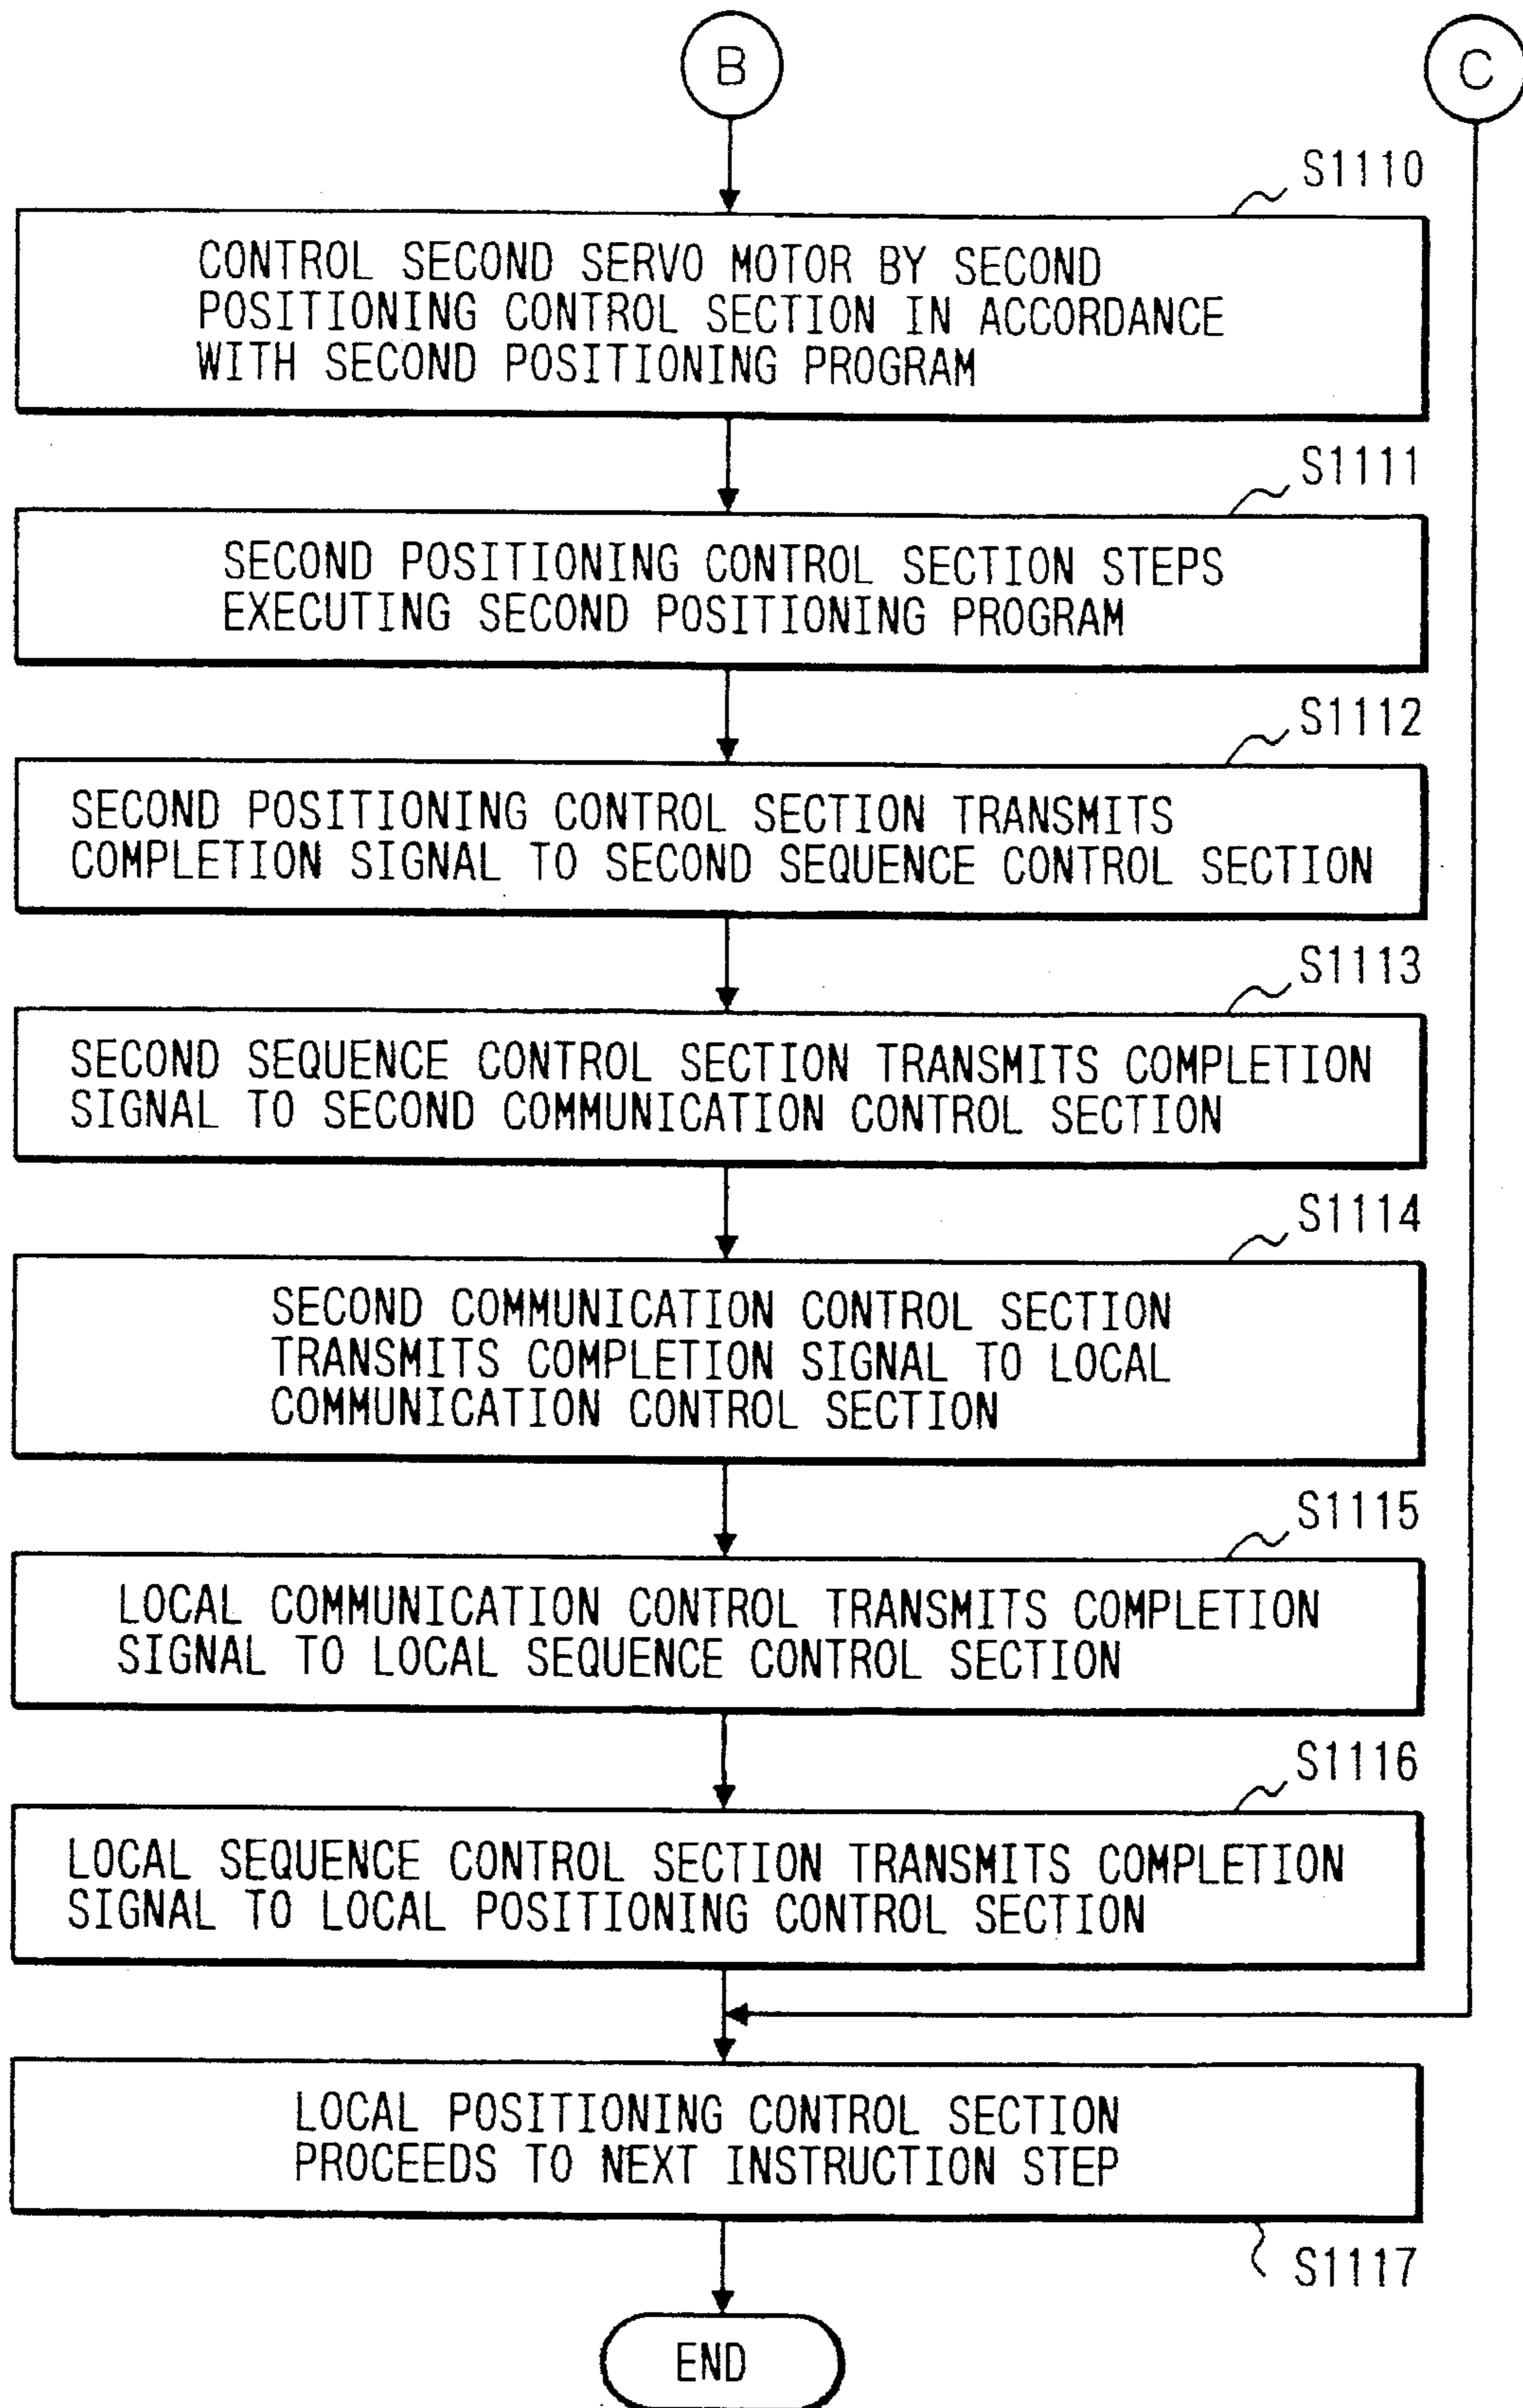 B
C
S1110
CONTROL SECOND SERVO MOTOR BY SECOND
POSITIONING CONTROL SECTION IN ACCORDANCE
WITH SECOND POSITIONING PROGRAM
S1111
SECOND POSITIONING CONTROL SECTION STEPS
EXECUTING SECOND POSITIONING PROGRAM
S1112
SECOND POSITIONING CONTROL SECTION TRANSMITS
COMPLETION SIGNAL TO SECOND SEQUENCE CONTROL SECTION
S1113
SECOND SEQUENCE CONTROL SECTION TRANSMITS COMPLETION
SIGNAL TO SECOND COMMUNICATION CONTROL SECTION
S1114
SECOND COMMUNICATION CONTROL SECTION
TRANSMITS COMPLETION SIGNAL TO LOCAL
COMMUNICATION CONTROL SECTION
S1115
LOCAL COMMUNICATION CONTROL TRANSMITS COMPLETION
SIGNAL TO LOCAL SEQUENCE CONTROL SECTION
S1116
LOCAL SEQUENCE CONTROL SECTION TRANSMITS COMPLETION
SIGNAL TO LOCAL POSITIONING CONTROL SECTION
LOCAL POSITIONING CONTROL SECTION
PROCEEDS TO NEXT INSTRUCTION STEP
S1117
END